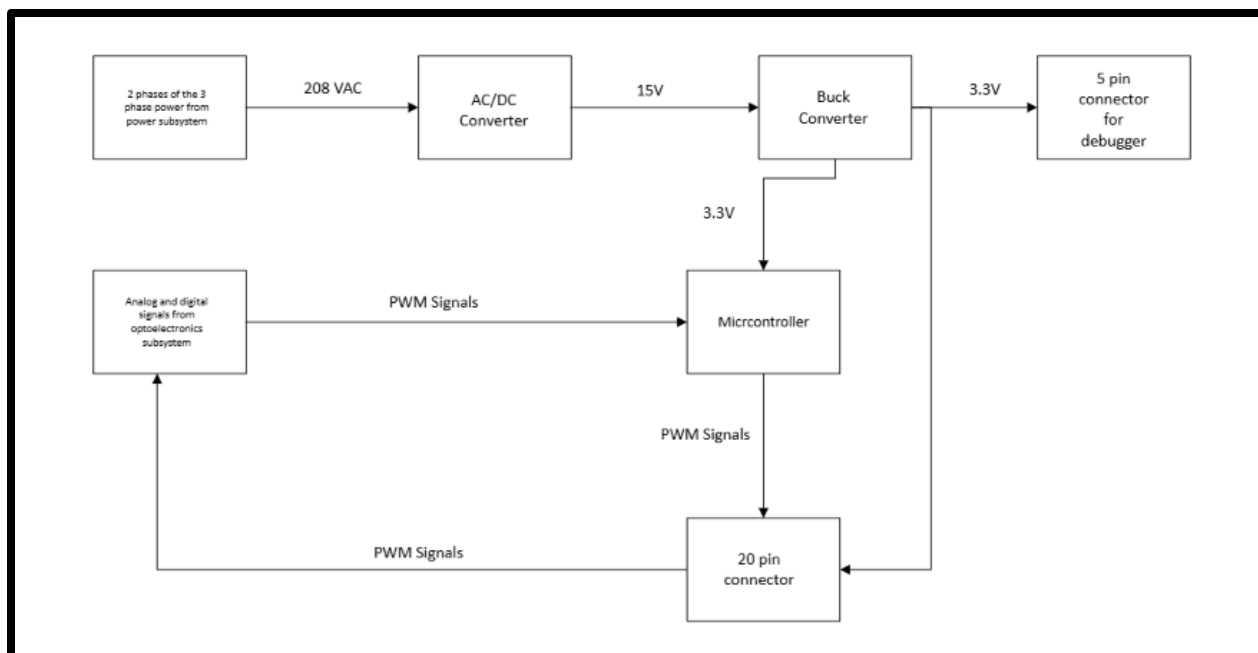 2 phases of the 3
phase power from
power subsystem
208 VAC
AC/DC
Converter
15V
Buck
Converter
3.3V
5 pin
connector
for
debugger
3.3V
Analog and digital
signals from
optoelectronics
subsystem
PWM Signals
Micrcontroller
PWM Signals
PWM Signals
20 pin
connector